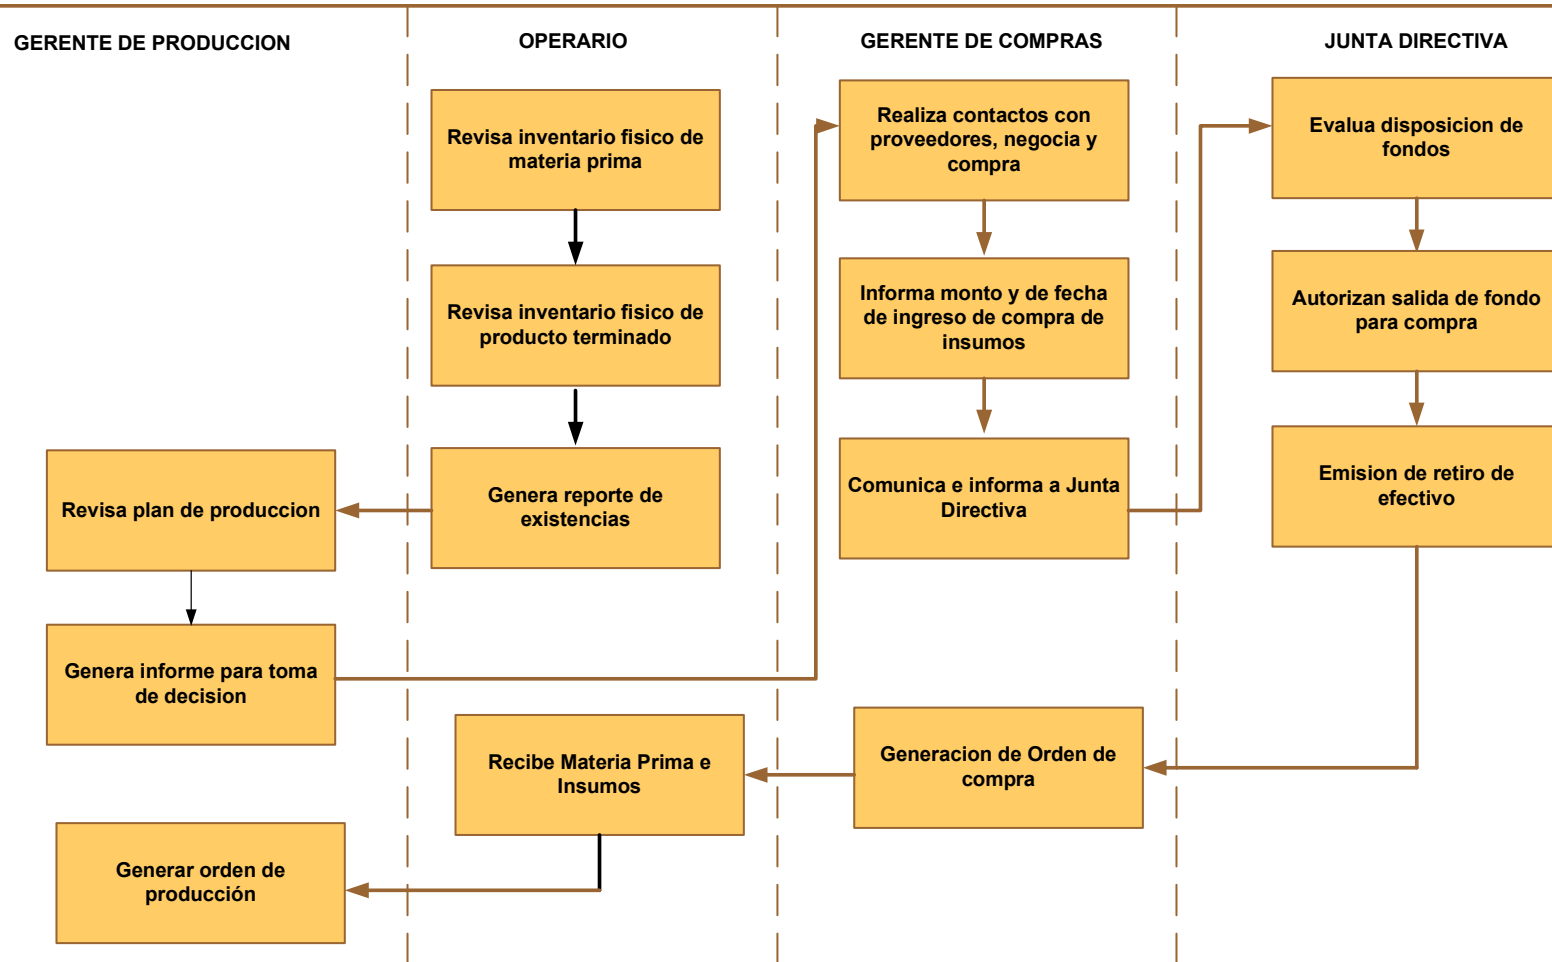 GERENTE DE PRODUCCION
OPERARIO
GERENTE DE COMPRAS
JUNTA DIRECTIVA
Revisa inventario fisico de
materia prima
Realiza contactos con
proveedores, negocia y
compra
Evalua disposicion de
fondos
Revisa inventario fisico de
producto terminado
Informa monto y de fecha
de ingreso de compra de
insumos
Autorizan salida de fondo
para compra
Revisa plan de produccion
Genera reporte de
existencias
Comunica e informa a Junta
Directiva
Emision de retiro de
efectivo
Genera informe para toma
de decision
Recibe Materia Prima e
Insumos
Generacion de Orden de
compra
Generar orden de
producción